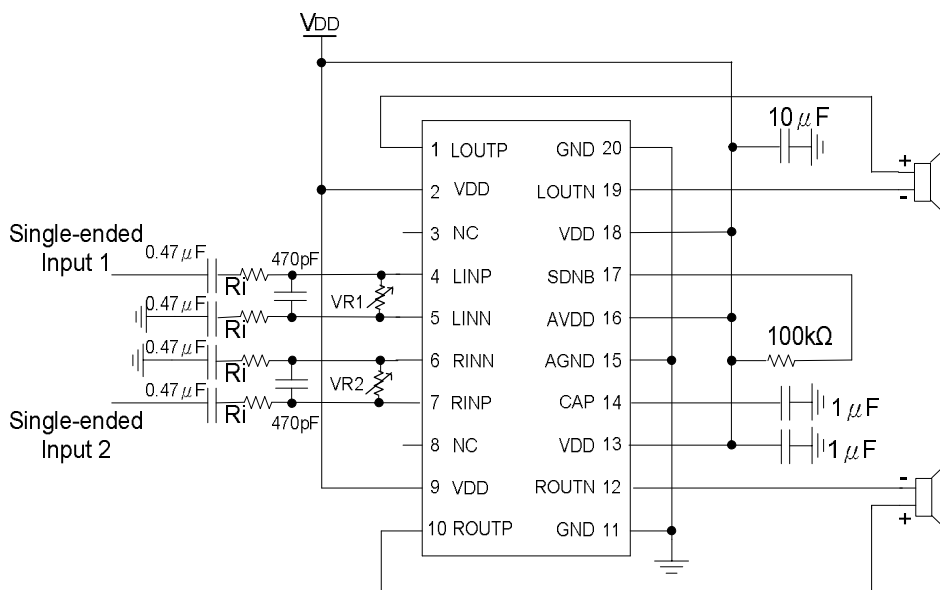 VDD
10μF
1 LOUTP GND 20
2 VDD LOUTN 19
3 NC VDD 18
4 LINP SDNB 17
5 LINN AVDD 16
6 RINN AGND 15
7 RINP CAP 14
8 NC VDD 13
9 VDD ROUTN 12
10 ROUTP GND 11
+
-
Single-ended
Input 1
0.47μF
Ri
470pF
VR1
0.47μF
Ri
0.47μF
Ri
VR2
0.47μF
Ri
470pF
Single-ended
Input 2
100kΩ
1μF
1μF
-
+